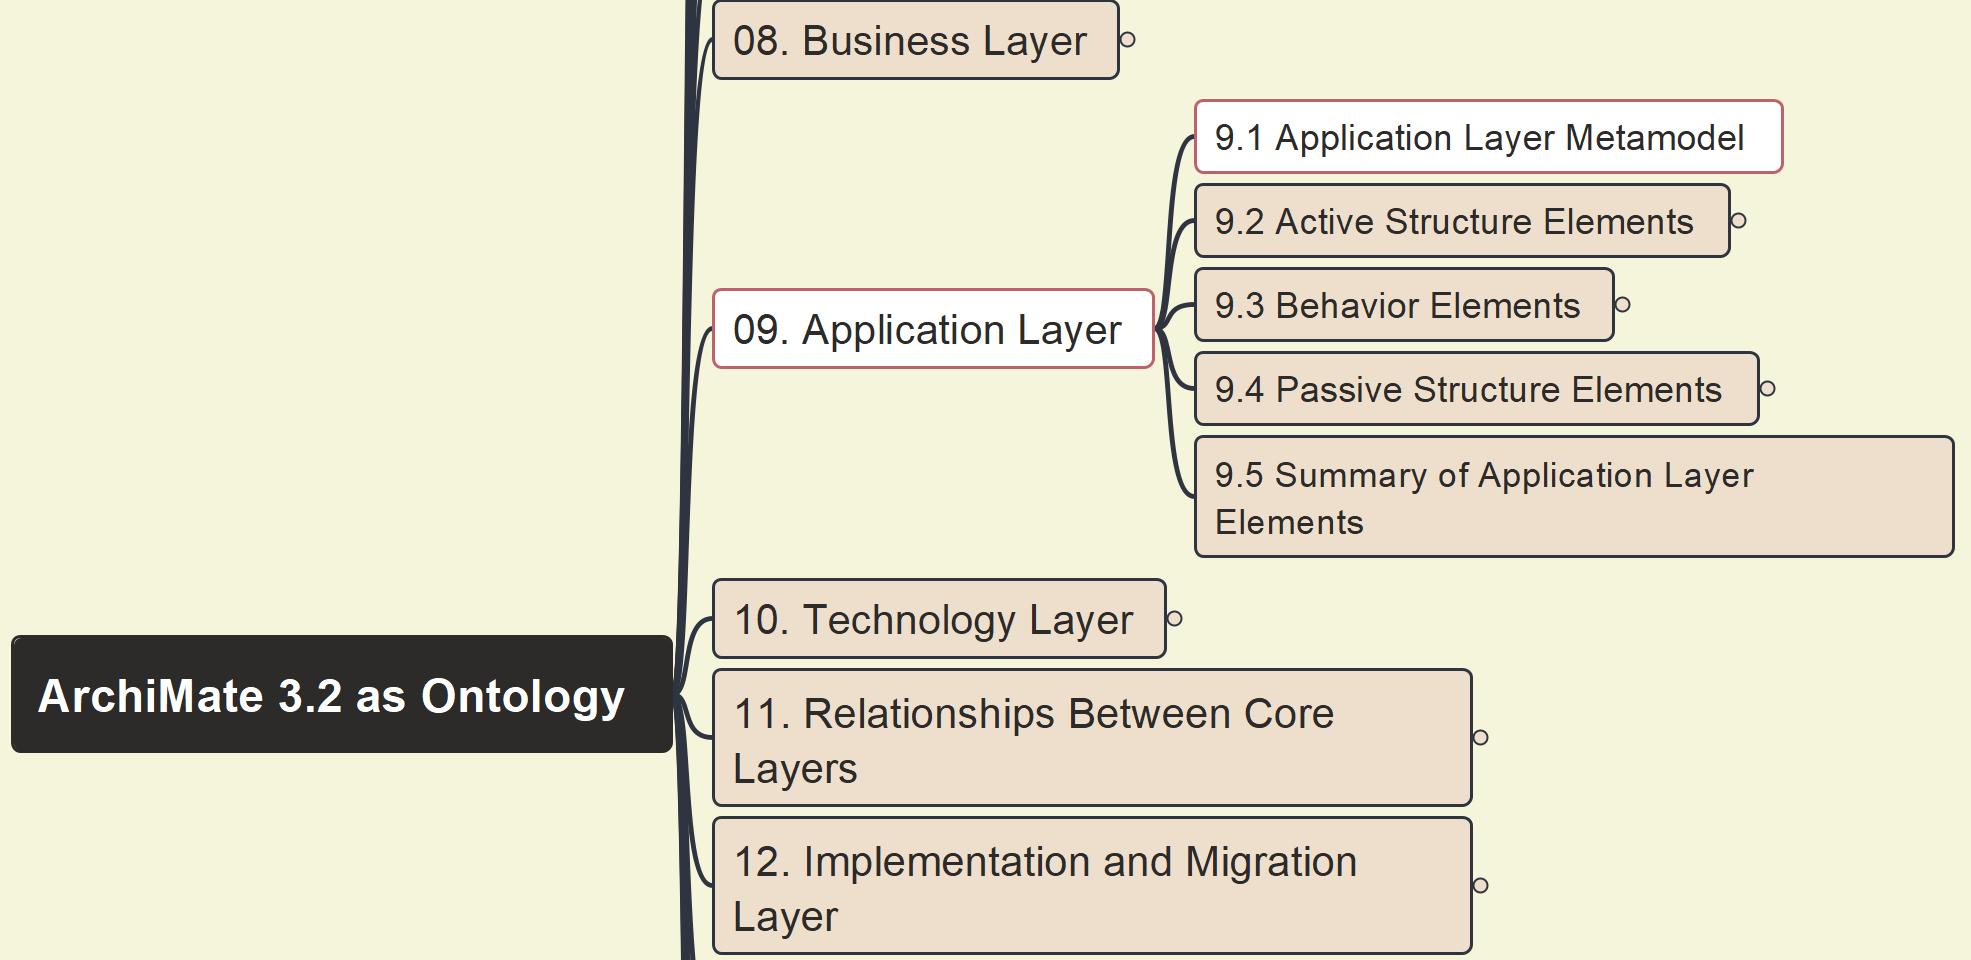 08. Business Layer
9.1 Application Layer Metamodel
9.2 Active Structure Elements
9.3 Behavior Elements
09. Application Layer
9.4 Passive Structure Elements
9.5 Summary of Application Layer
Elements
10. Technology Layer
ArchiMate 3.2 as Ontology
11. Relationships Between Core
Layers
12. Implementation and Migration
Layer